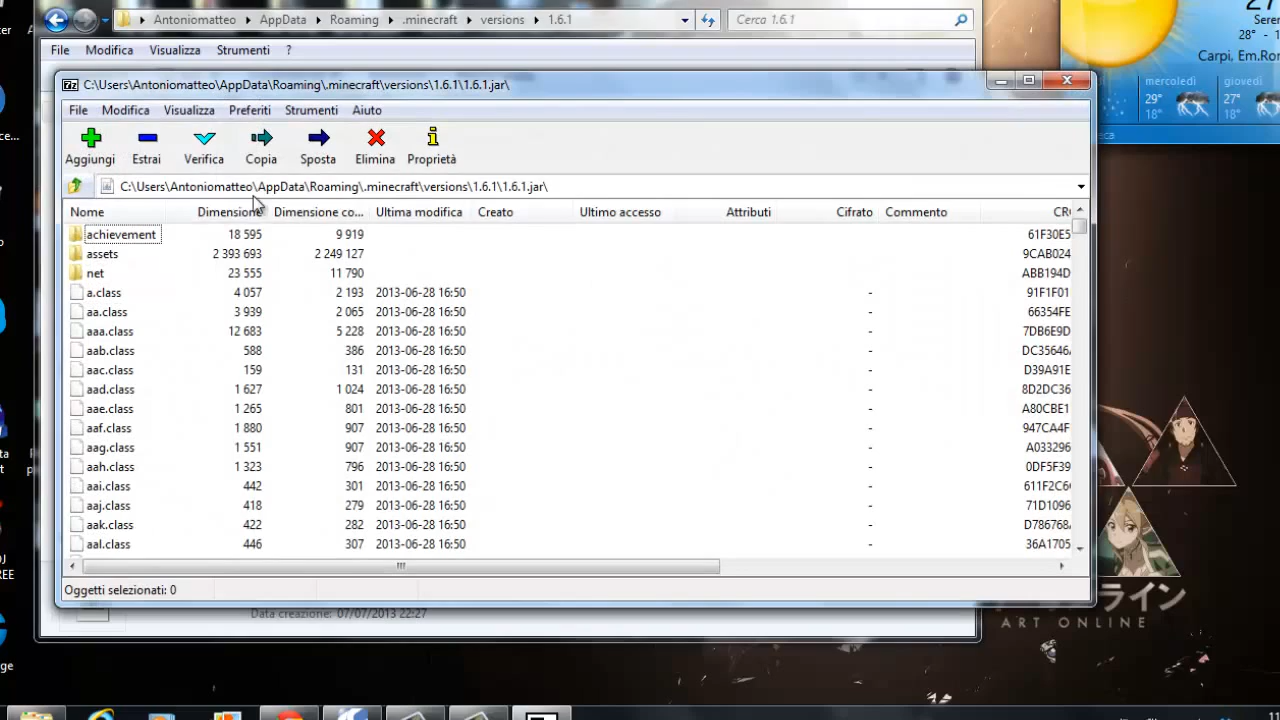 Antoniomatteo AppData Roaming .minecraft versions 1.6.1 Cerca 1.6.1
File Modifica Visualizza Strumenti ?
28° -
Carpi, Em.Ro
mercoledì giovedì
29° 27°
18° 18°
C:\Users\Antoniomatteo\AppData\Roaming\.minecraft\versions\1.6.1\1.6.1.jar\
File Modifica Visualizza Preferiti Strumenti Aiuto
Aggiungi Estrai Verifica Copia Sposta Elimina Proprietà
C:\Users\Antoniomatteo\AppData\Roaming\.minecraft\versions\1.6.1\1.6.1.jar\
Nome Dimensione Dimensione co... Ultima modifica Creato Ultimo accesso Attributi Cifrato Commento CR
achievement 18 595 9 919 61F30E5
assets 2 393 693 2 249 127 9CAB024
net 23 555 11 790 ABB194D
a.class 4 057 2 193 2013-06-28 16:50 - 91F1F01
aa.class 3 939 2 065 2013-06-28 16:50 - 66354FE
aaa.class 12 683 5 228 2013-06-28 16:50 - 7DB6E9D
aab.class 588 386 2013-06-28 16:50 - DC35646
aac.class 159 131 2013-06-28 16:50 - D39A91E
aad.class 1 627 1 024 2013-06-28 16:50 - 8D2DC36
aae.class 1 265 801 2013-06-28 16:50 - A80CBE1
aaf.class 1 880 907 2013-06-28 16:50 - 947CA4F
aag.class 1 551 907 2013-06-28 16:50 - A033296
aah.class 1 323 796 2013-06-28 16:50 - 0DF5F39
aai.class 442 301 2013-06-28 16:50 - 611F2C6
aaj.class 418 279 2013-06-28 16:50 - 71D1096
aak.class 422 282 2013-06-28 16:50 - D786768
aal.class 446 307 2013-06-28 16:50 - 36A1705
Oggetti selezionati: 0
Data creazione: 07/07/2013 22:27
ライン
ART ONLINE